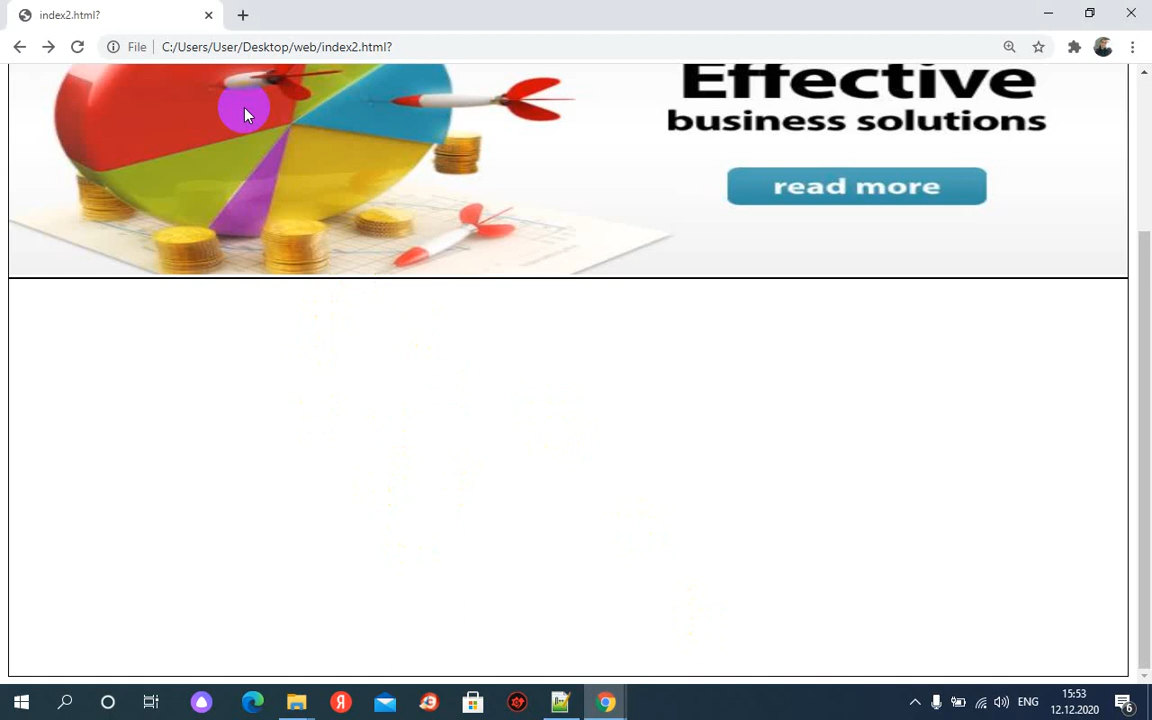 index2.html?
File
C:/Users/User/Desktop/web/index2.html?
Effective
business solutions
read more
Я
ENG
15:53
12.12.2020
6